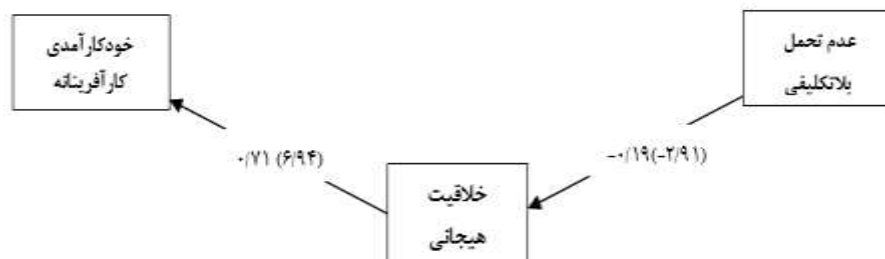 عدم تحمل
بلاتکلیفی
خودکارآمدی
کارآفرینانه
-۰/۱۹(-۲/۹۱)
۰/۷۱ (۶/۹۴)
خلاقیت
هیجانی